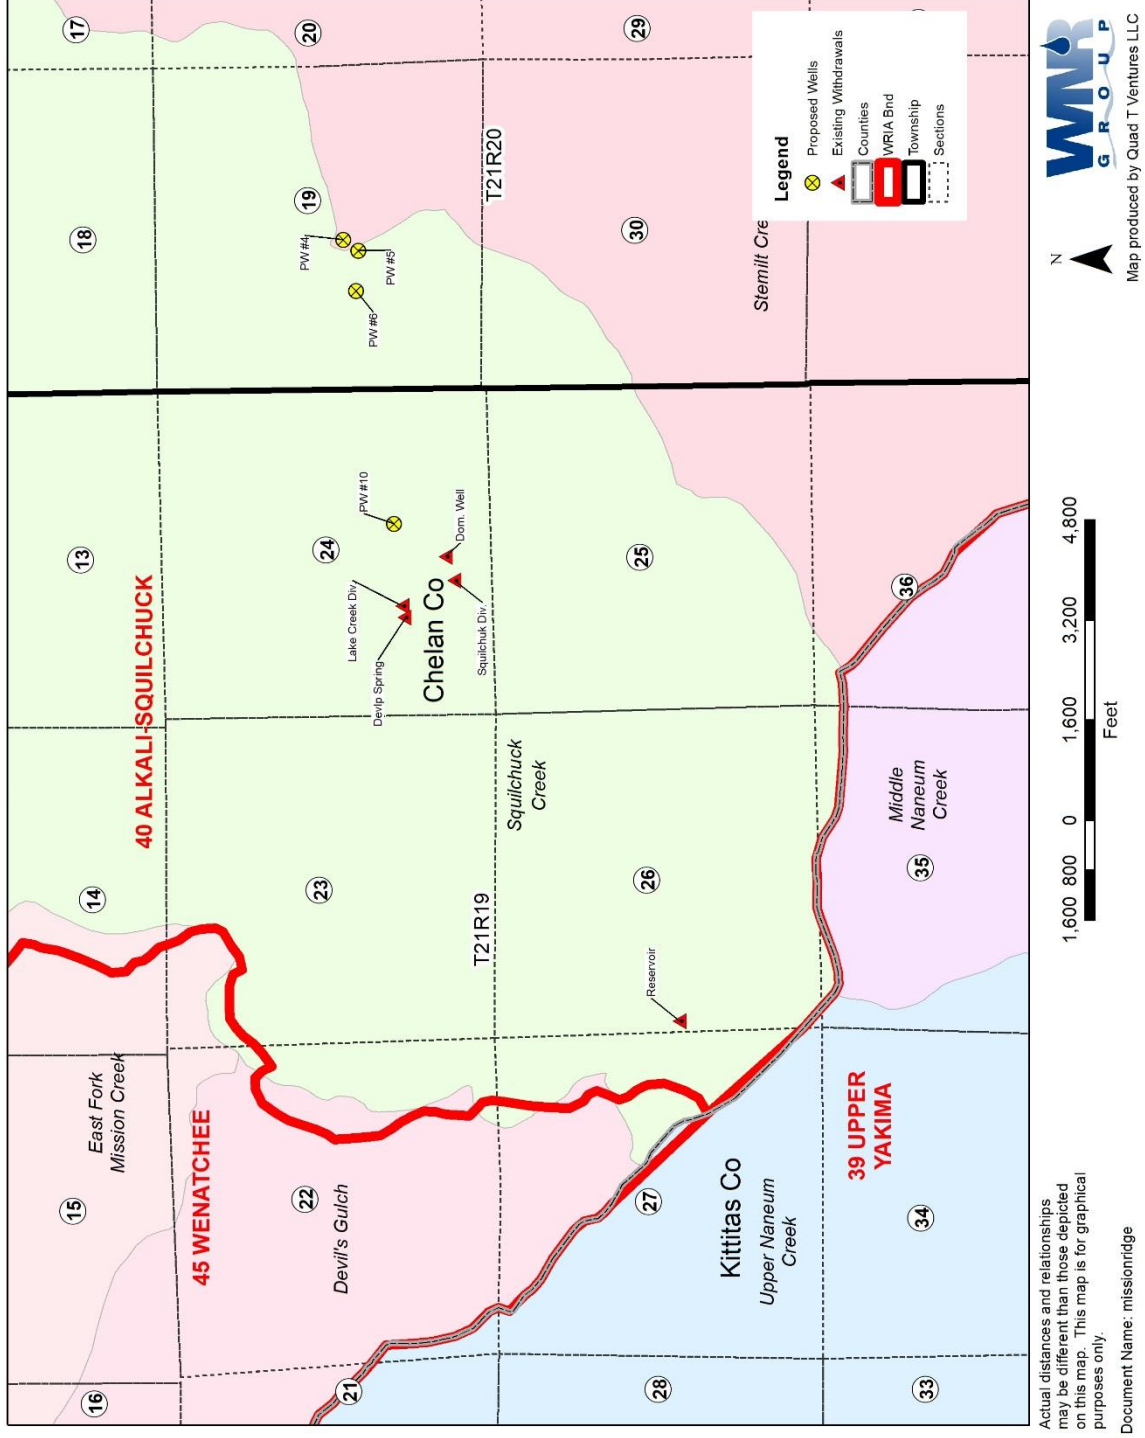 16
15
14
13
18
17
40 ALKALI-SQUILCHUCK
East Fork
Mission Creek
45 WENATCHEE
21
22
23
24
19
20
Devil's Gulch
PW #4
PW #5
PW #6
PW #10
Lake Creek Div.
Devlp Spring
Dom. Well
Squilchuk Div.
Chelan Co
T21R19
T21R20
Squilchuck
Creek
28
27
26
25
30
29
Reservoir
Kittitas Co
Upper Naneum
Creek
Stemilt Cre
39 UPPER
YAKIMA
33
34
35
36
Middle
Naneum
Creek
Legend
Proposed Wells
Existing Withdrawals
Counties
WRIA Bnd
Township
Sections
Actual distances and relationships
may be different than those depicted
on this map. This map is for graphical
purposes only.
Document Name: missionridge
1,600 800 0 1,600 3,200 4,800
Feet
N
WNR
GROUP
Map produced by Quad T Ventures LLC